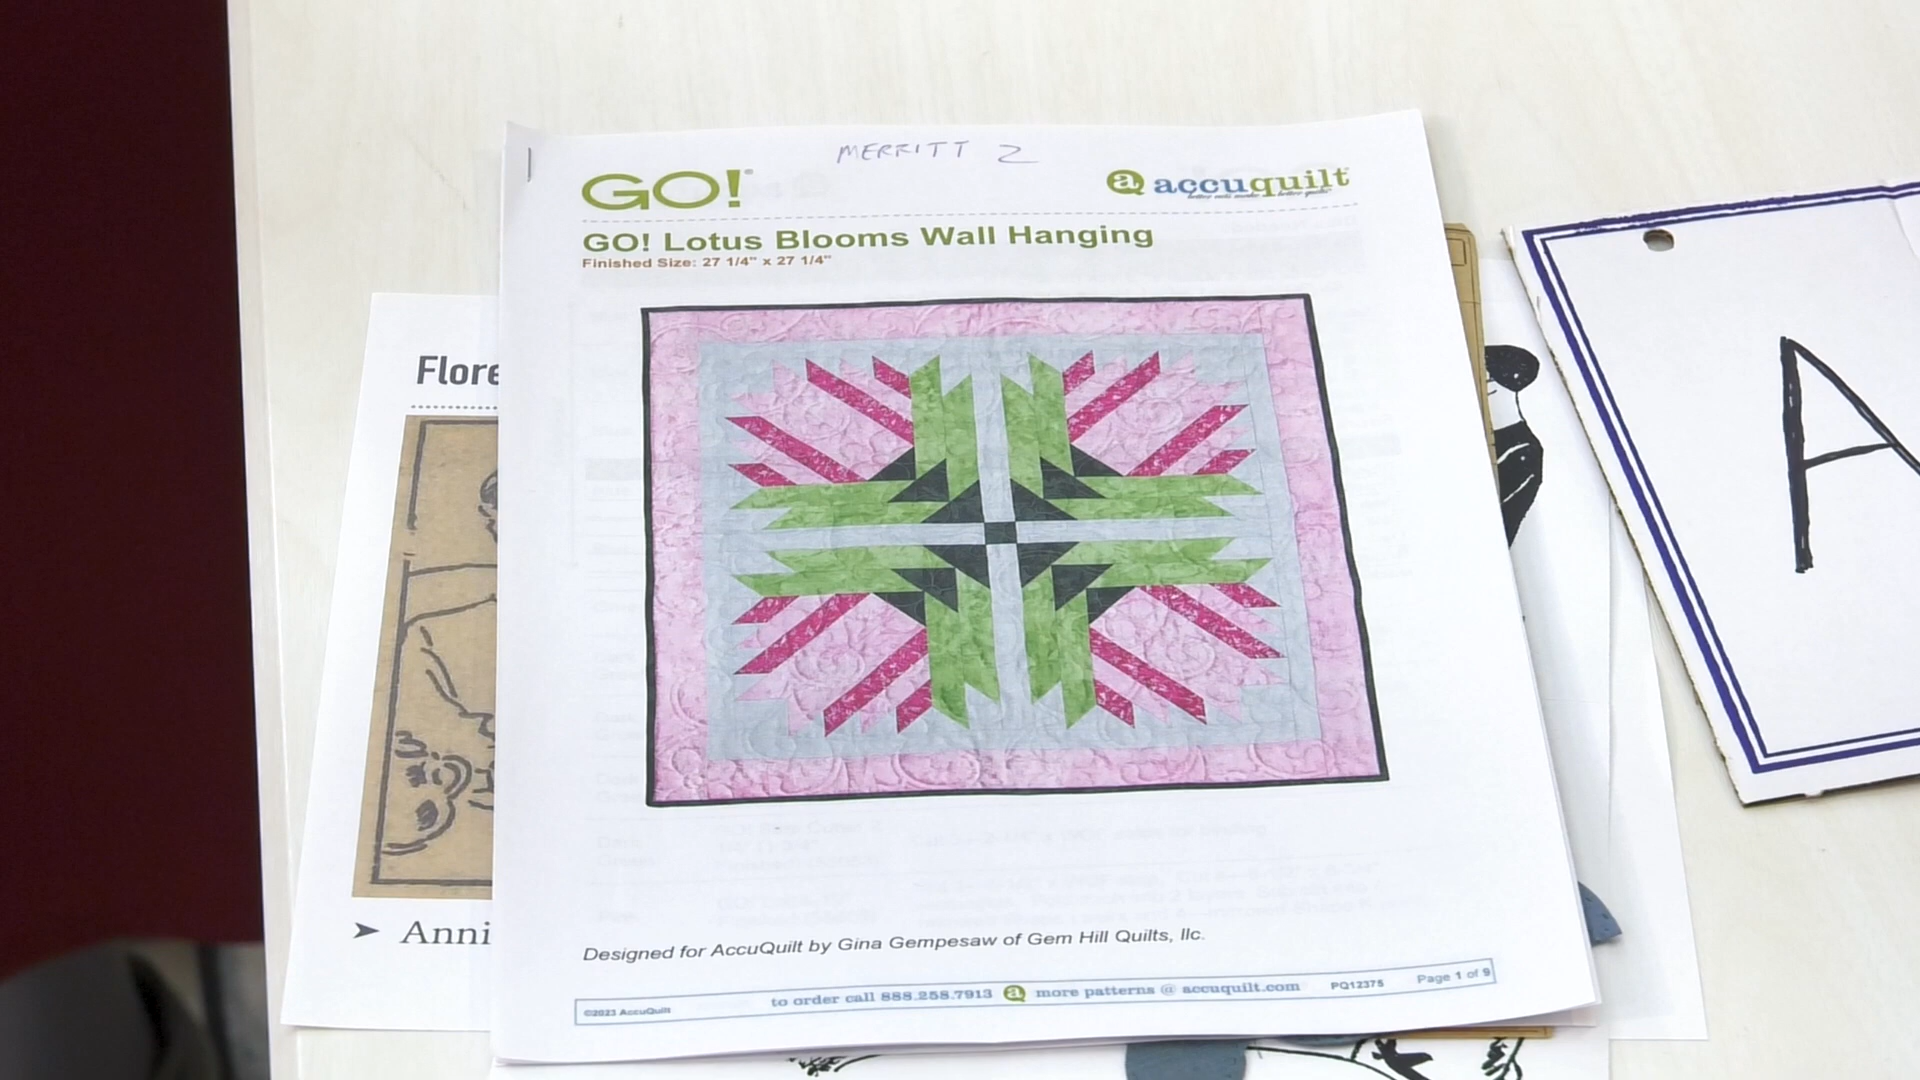 MERRITT 2
GO!
accuquilt
GO! Lotus Blooms Wall Hanging
Finished Size: 27 1/4" x 27 1/4"
Flore
A
➤ Anni
Designed for AccuQuilt by Gina Gempesaw of Gem Hill Quilts, llc.
©2023 AccuQuilt to order call 888.258.7913 a more patterns @ accuquilt.com PQ12375 Page 1 of 9